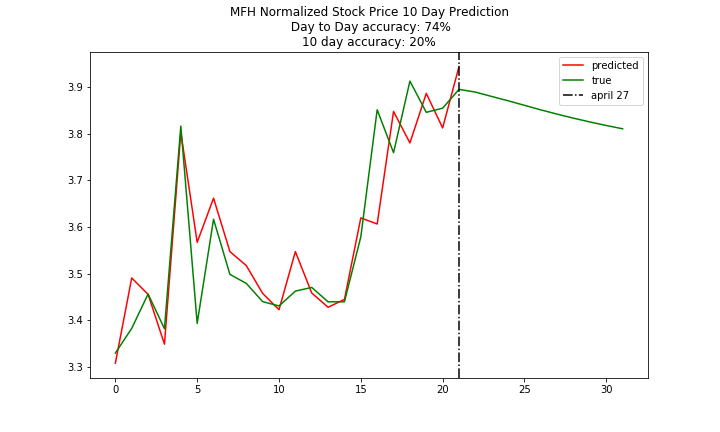 MFH Normalized Stock Price 10 Day Prediction
Day to Day accuracy: 74%
10 day accuracy: 20%
predicted
true
april 27
3.9
3.8
3.7
3.6
3.5
3.4
3.3
0 5 10 15 20 25 30